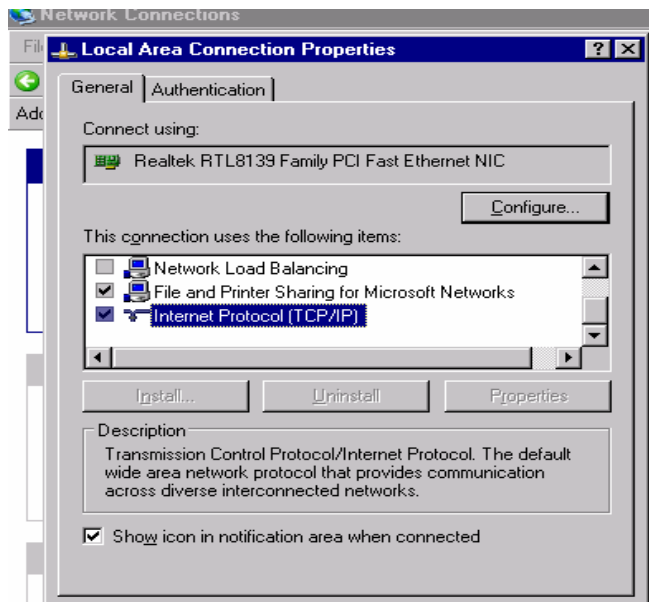 Network Connections
Fil
Local Area Connection Properties
General Authentication
Add
Connect using:
Realtek RTL8139 Family PCI Fast Ethernet NIC
Configure...
This connection uses the following items:
Network Load Balancing
File and Printer Sharing for Microsoft Networks
Internet Protocol (TCP/IP)
Install... Uninstall Properties
Description
Transmission Control Protocol/Internet Protocol. The default
wide area network protocol that provides communication
across diverse interconnected networks.
Show icon in notification area when connected